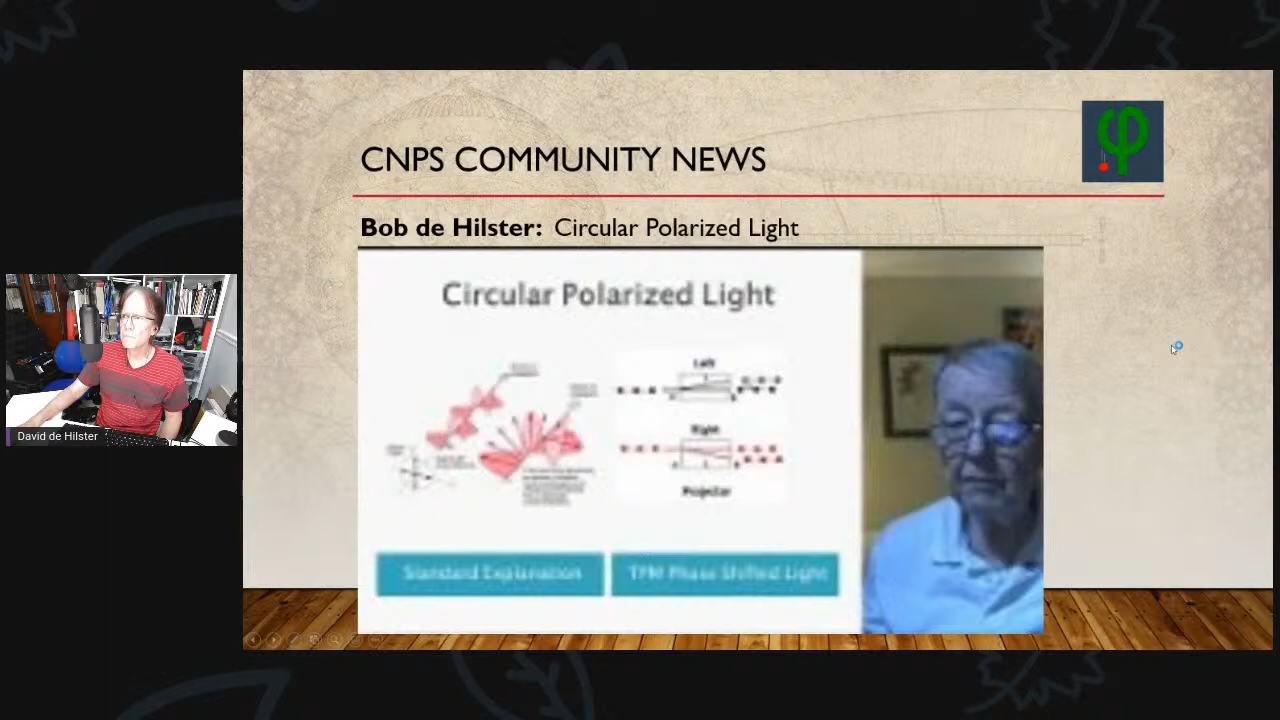 CNPS COMMUNITY NEWS
Bob de Hilster: Circular Polarized Light
Circular Polarized Light
Left
Right
Projector
Standard Explanation
TPM Phase Shifted Light
David de Hilster